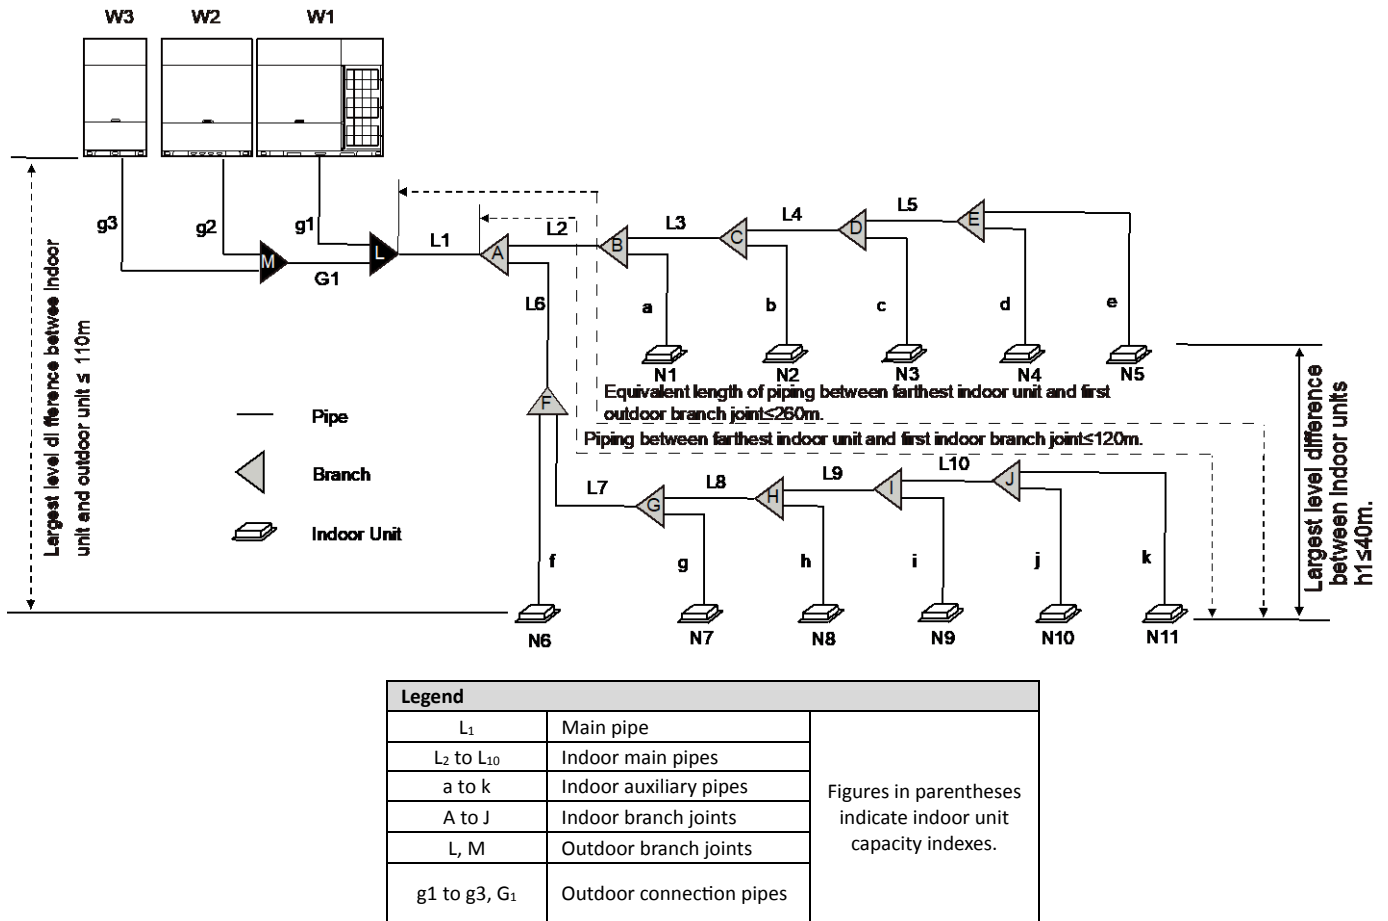 W3
W2
W1
g3
g2
g1
M
G1
L
L1
A
L2
B
L3
C
L4
D
L5
E
L6
a
b
c
d
e
N1
N2
N3
N4
N5
Largest level di fference betwee Indoor
unit and outdoor unit ≤ 110m
Equivalent length of piping between farthest indoor unit and first
outdoor branch joint≤260m.
Piping between farthest indoor unit and first indoor branch joint≤120m.
Largest level difference
between Indoor units
h1≤40m.
Pipe
Branch
Indoor Unit
F
L7
G
L8
H
L9
I
L10
J
f
g
h
i
j
k
N6
N7
N8
N9
N10
N11
Legend
L1 Main pipe
L2 to L10 Indoor main pipes
a to k Indoor auxiliary pipes
A to J Indoor branch joints
L, M Outdoor branch joints
g1 to g3, G1 Outdoor connection pipes
Figures in parentheses
indicate indoor unit
capacity indexes.